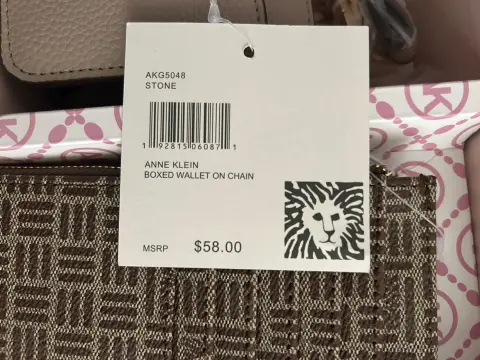 AKG5048
STONE
1 92815 06087 1
ANNE KLEIN
BOXED WALLET ON CHAIN
MSRP $58.00